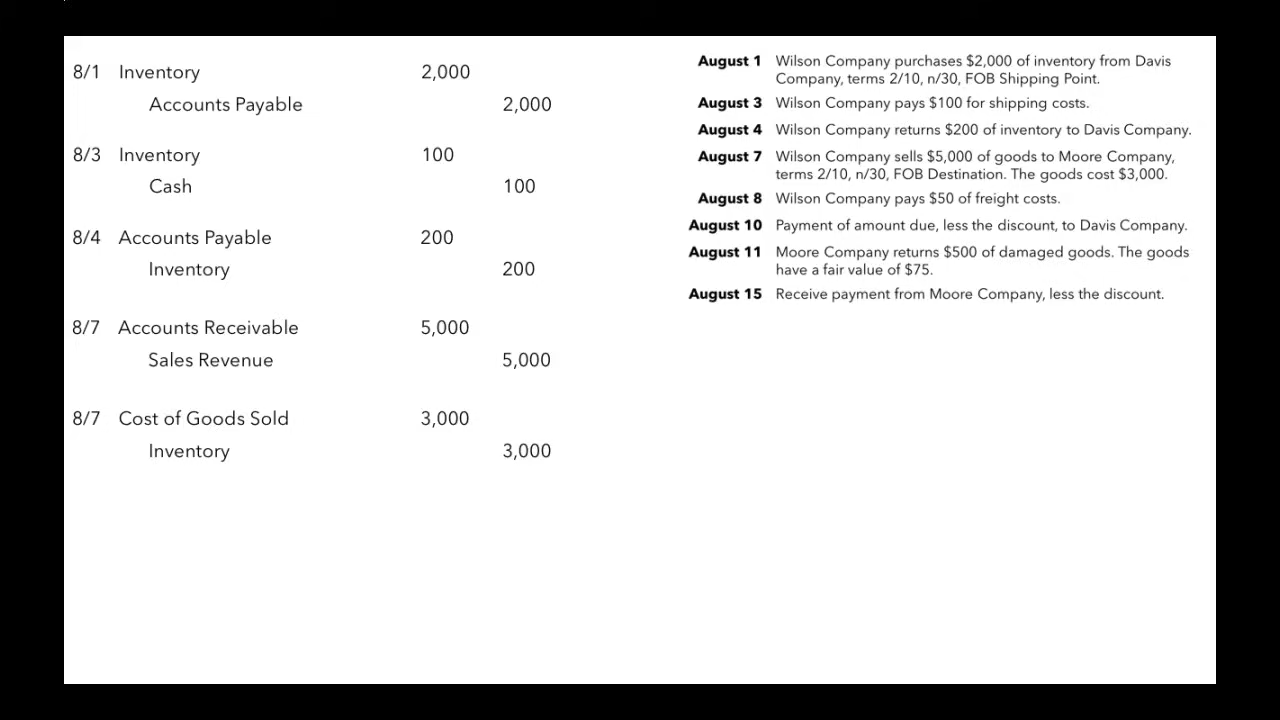 8/1 Inventory 2,000
Accounts Payable 2,000
8/3 Inventory 100
Cash 100
8/4 Accounts Payable 200
Inventory 200
8/7 Accounts Receivable 5,000
Sales Revenue 5,000
8/7 Cost of Goods Sold 3,000
Inventory 3,000
August 1 Wilson Company purchases $2,000 of inventory from Davis
Company, terms 2/10, n/30, FOB Shipping Point.
August 3 Wilson Company pays $100 for shipping costs.
August 4 Wilson Company returns $200 of inventory to Davis Company.
August 7 Wilson Company sells $5,000 of goods to Moore Company,
terms 2/10, n/30, FOB Destination. The goods cost $3,000.
August 8 Wilson Company pays $50 of freight costs.
August 10 Payment of amount due, less the discount, to Davis Company.
August 11 Moore Company returns $500 of damaged goods. The goods
have a fair value of $75.
August 15 Receive payment from Moore Company, less the discount.